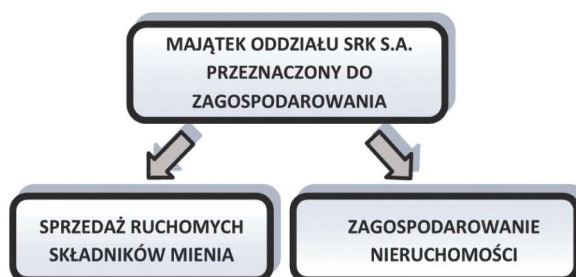 MAJĄTEK ODDZIAŁU SRK S.A.
PRZEZNACZONY DO
ZAGOSPODAROWANIA
SPRZEDAŻ RUCHOMYCH
SKŁADNIKÓW MIENIA
ZAGOSPODAROWANIE
NIERUCHOMOŚCI